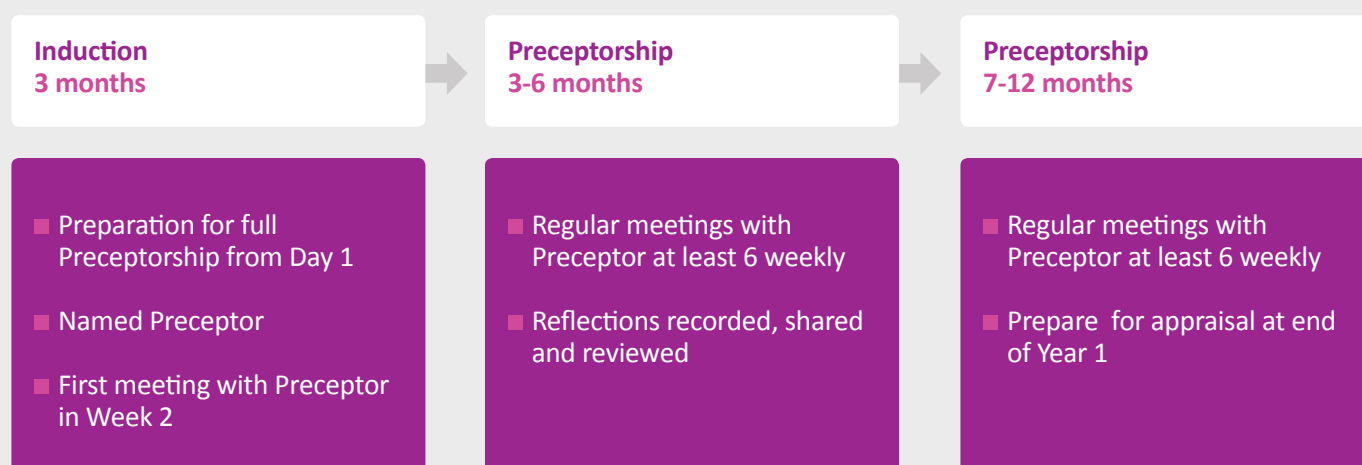 Induction
3 months
Preceptorship
3-6 months
Preceptorship
7-12 months
Preparation for full
Preceptorship from Day 1
Named Preceptor
First meeting with Preceptor
in Week 2
Regular meetings with
Preceptor at least 6 weekly
Reflections recorded, shared
and reviewed
Regular meetings with
Preceptor at least 6 weekly
Prepare  for appraisal at end
of Year 1